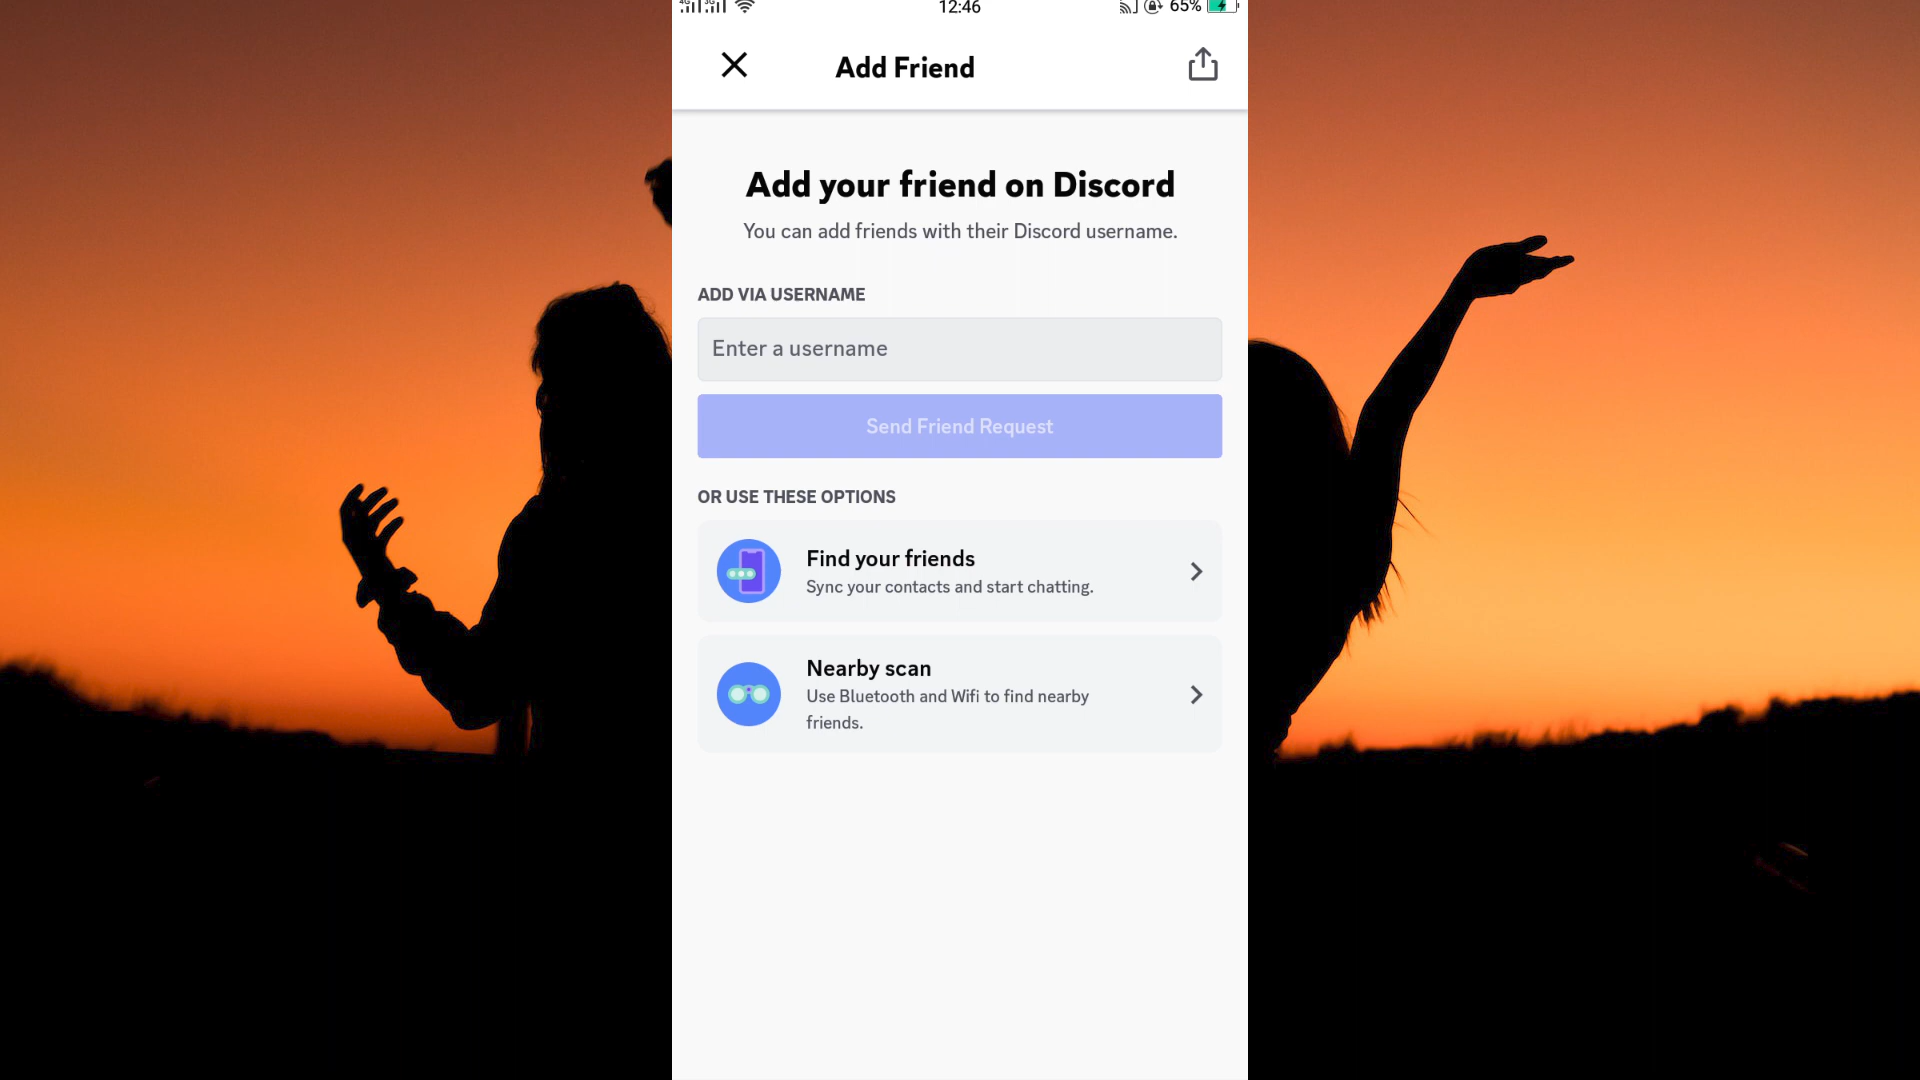 4G 3G 12:46 65%
Add Friend
Add your friend on Discord
You can add friends with their Discord username.
ADD VIA USERNAME
Enter a username
Send Friend Request
OR USE THESE OPTIONS
Find your friends
Sync your contacts and start chatting.
Nearby scan
Use Bluetooth and Wifi to find nearby
friends.